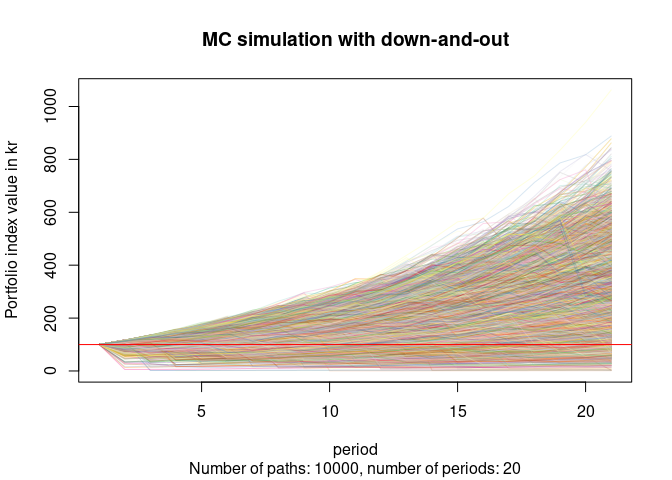 MC simulation with down-and-out
Portfolio index value in kr
1000
800
600
400
200
0
5 10 15 20
period
Number of paths: 10000, number of periods: 20